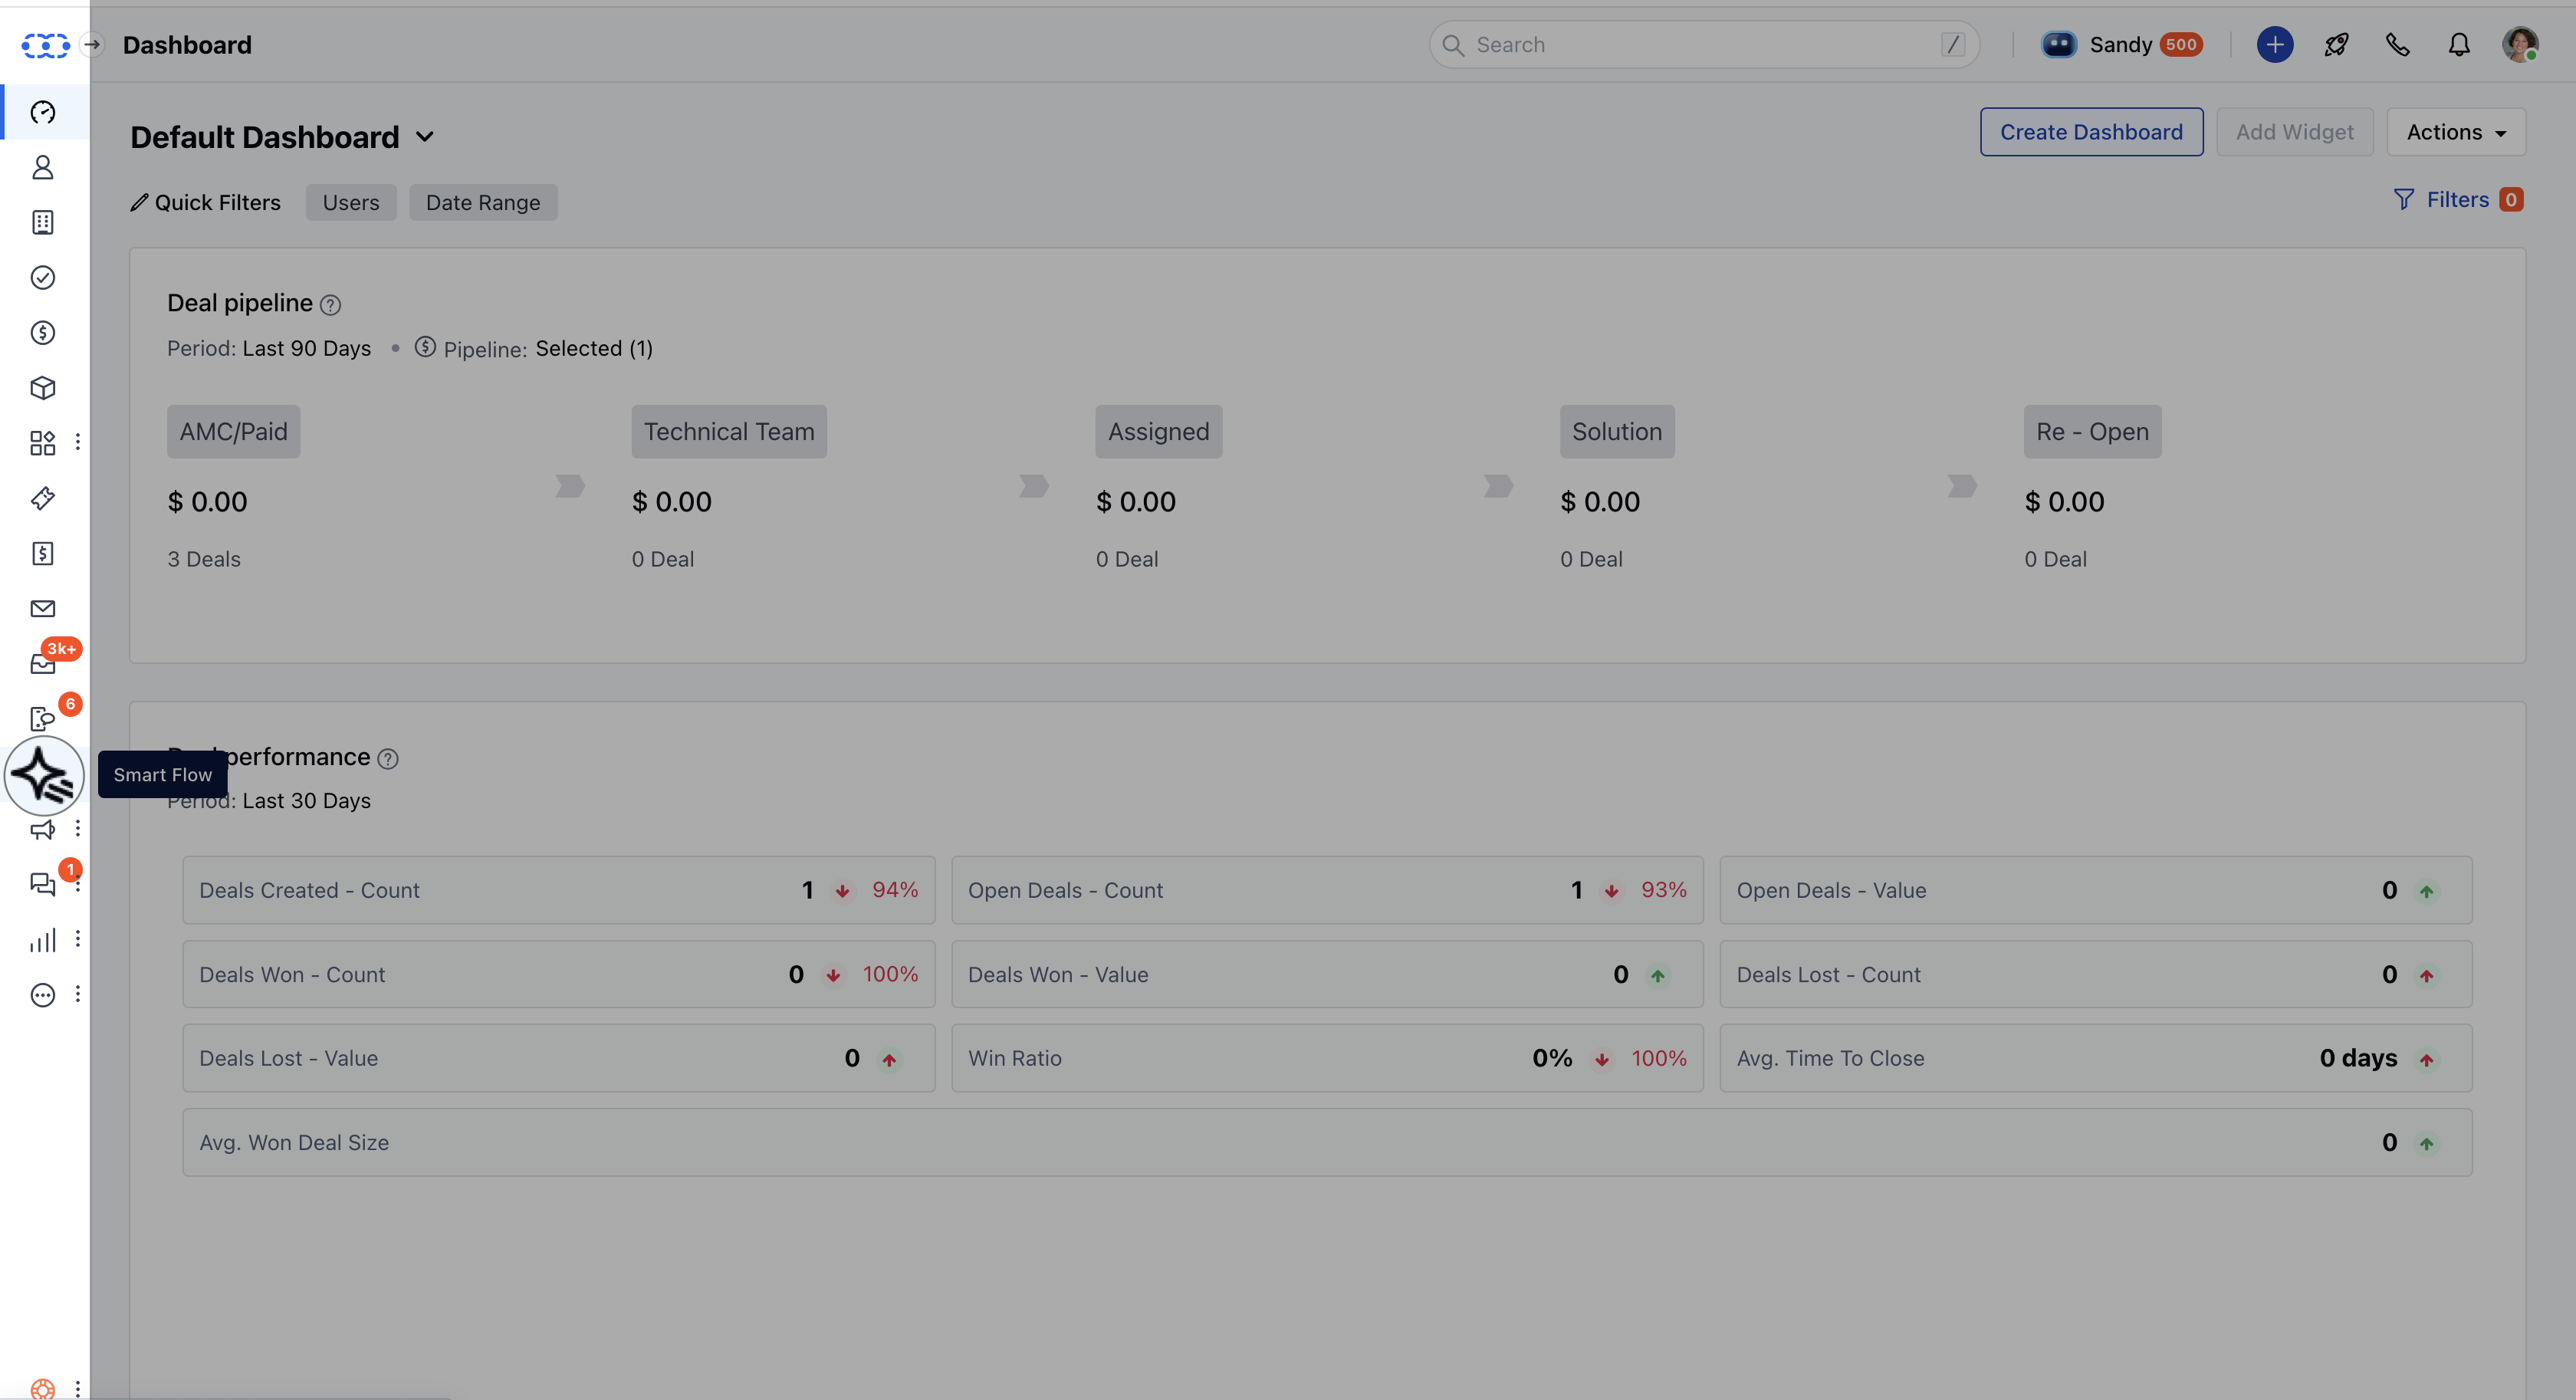 Dashboard
Search /
Sandy 500
Default Dashboard
Create Dashboard
Add Widget
Actions
Quick Filters Users Date Range
Filters 0
Deal pipeline ?
Period: Last 90 Days • $ Pipeline: Selected (1)
AMC/Paid Technical Team Assigned Solution Re - Open
$ 0.00 $ 0.00 $ 0.00 $ 0.00 $ 0.00
3 Deals 0 Deal 0 Deal 0 Deal 0 Deal
3k+
6
Smart Flow
performance ?
Period: Last 30 Days
1
Deals Created - Count 1 94%
Open Deals - Count 1 93%
Open Deals - Value 0
Deals Won - Count 0 100%
Deals Won - Value 0
Deals Lost - Count 0
Deals Lost - Value 0
Win Ratio 0% 100%
Avg. Time To Close 0 days
Avg. Won Deal Size 0